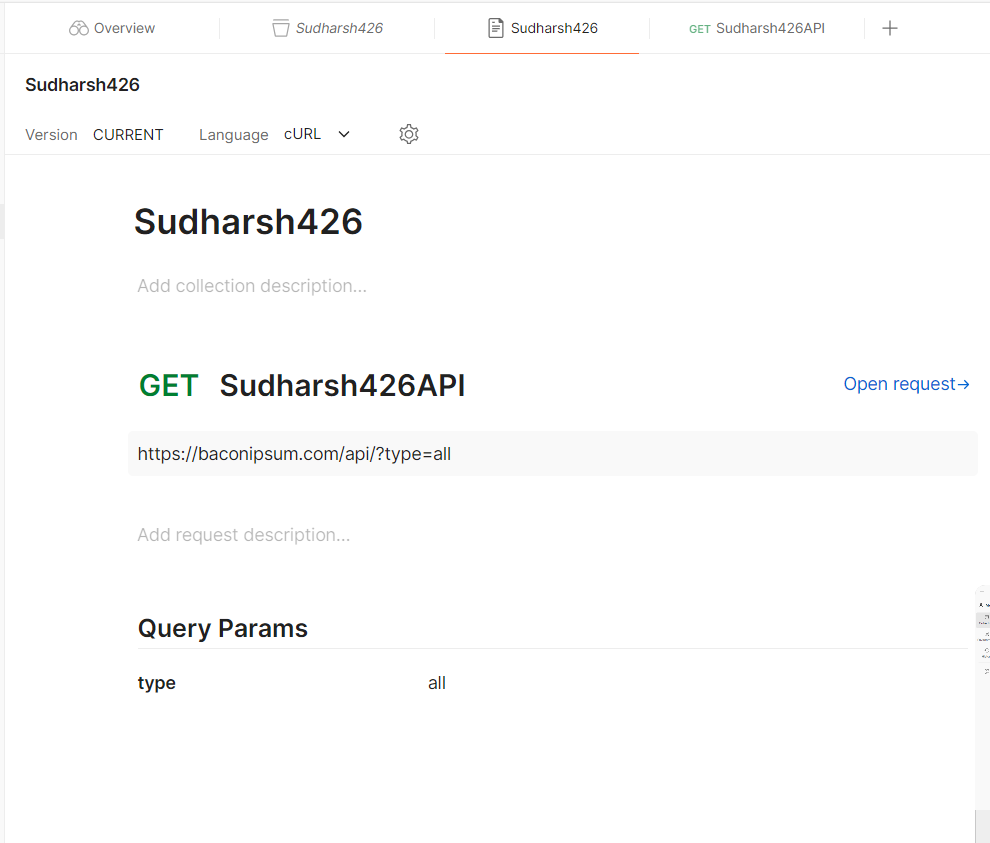 Overview Sudharsh426 Sudharsh426 GET Sudharsh426API
Sudharsh426
Version CURRENT Language cURL
Sudharsh426
Add collection description...
GET Sudharsh426API Open request→
https://baconipsum.com/api/?type=all
Add request description...
Query Params
type all